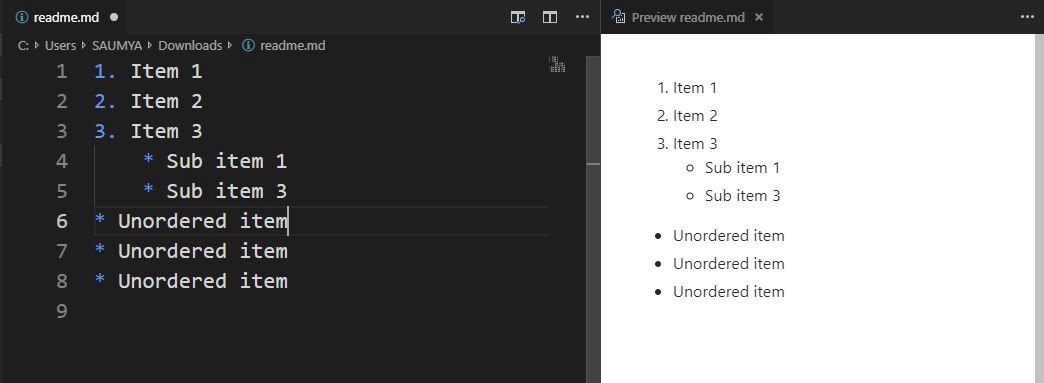 readme.md
Preview readme.md
C: Users SAUMYA Downloads readme.md
1 1. Item 1
2 2. Item 2
3 3. Item 3
4 * Sub item 1
5 * Sub item 3
6 * Unordered item
7 * Unordered item
8 * Unordered item
9
1. Item 1
2. Item 2
3. Item 3
Sub item 1
Sub item 3
Unordered item
Unordered item
Unordered item